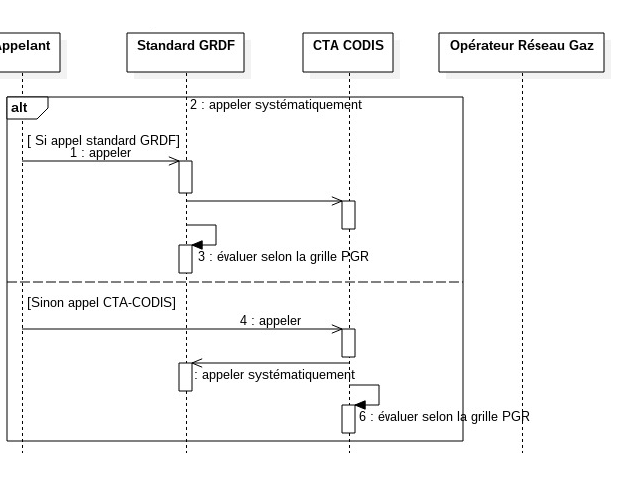 Appelant
Standard GRDF
CTA CODIS
Opérateur Réseau Gaz
alt
2 : appeler systématiquement
[ Si appel standard GRDF]
1 : appeler
3 : évaluer selon la grille PGR
[Sinon appel CTA-CODIS]
4 : appeler
: appeler systématiquement
6 : évaluer selon la grille PGR